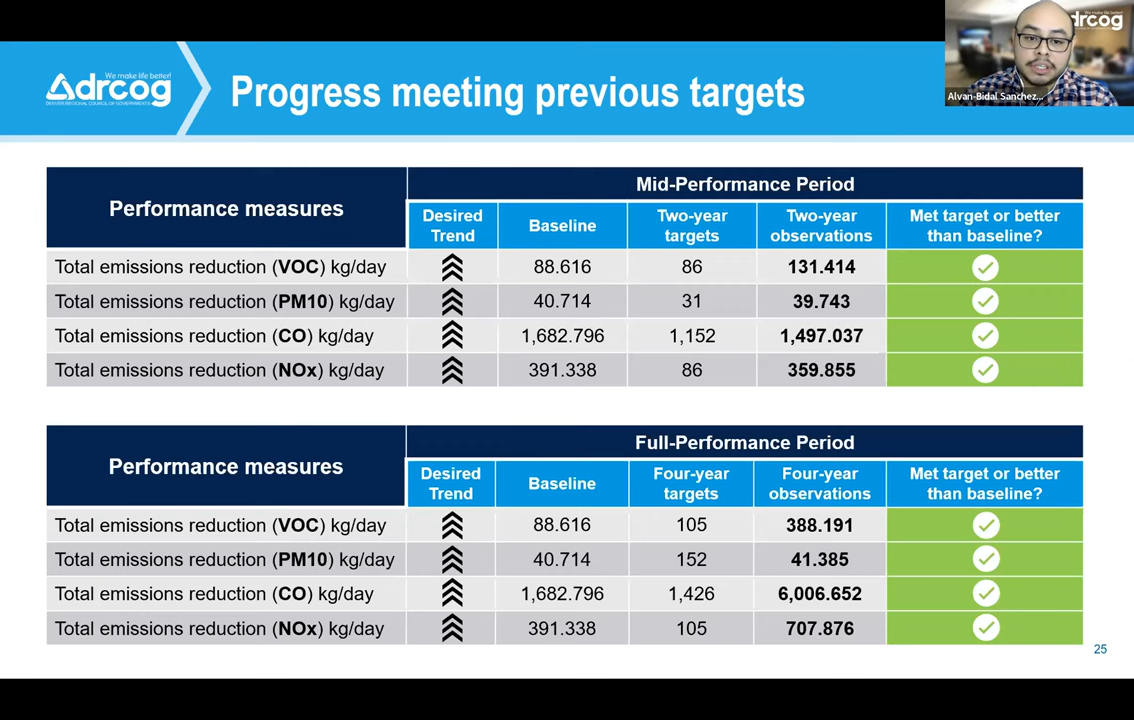 We make life better!
drcog
DENVER REGIONAL COUNCIL OF GOVERNMENTS
Progress meeting previous targets
We make life better!
drcog
Alvan-Bidal Sanchez...
Performance measures
Mid-Performance Period
Desired Trend
Baseline
Two-year targets
Two-year observations
Met target or better than baseline?
Total emissions reduction (VOC) kg/day 88.616 86 131.414
Total emissions reduction (PM10) kg/day 40.714 31 39.743
Total emissions reduction (CO) kg/day 1,682.796 1,152 1,497.037
Total emissions reduction (NOx) kg/day 391.338 86 359.855
Performance measures
Full-Performance Period
Desired Trend
Baseline
Four-year targets
Four-year observations
Met target or better than baseline?
Total emissions reduction (VOC) kg/day 88.616 105 388.191
Total emissions reduction (PM10) kg/day 40.714 152 41.385
Total emissions reduction (CO) kg/day 1,682.796 1,426 6,006.652
Total emissions reduction (NOx) kg/day 391.338 105 707.876
25